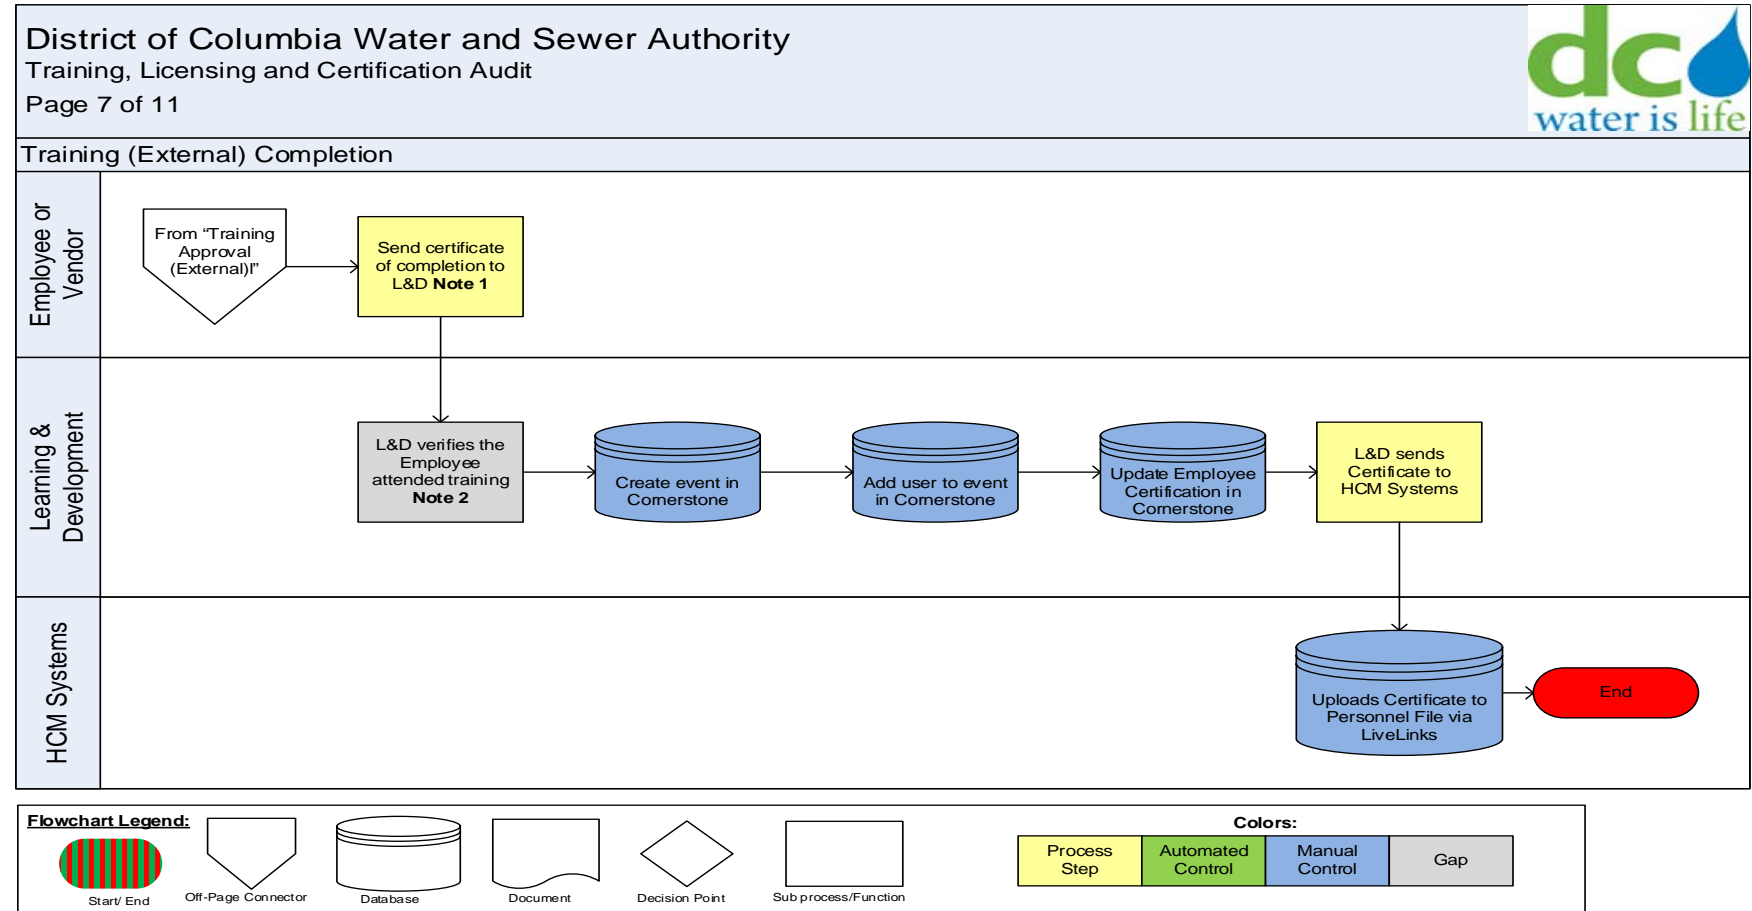 District of Columbia Water and Sewer Authority
Training, Licensing and Certification Audit
Page 7 of 11
dc
water is life
Training (External) Completion
Employee or
Vendor
From “Training
Approval
(External)I”
Send certificate
of completion to
L&D Note 1
Learning &
Development
L&D verifies the
Employee
attended training
Note 2
Create event in
Cornerstone
Add user to event
in Cornerstone
Update Employee
Certification in
Cornerstone
L&D sends
Certificate to
HCM Systems
HCM Systems
Uploads Certificate to
Personnel File via
LiveLinks
End
Flowchart Legend:
Start/ End
Off-Page Connector
Database
Document
Decision Point
Sub process/Function
Colors:
Process
Step
Automated
Control
Manual
Control
Gap